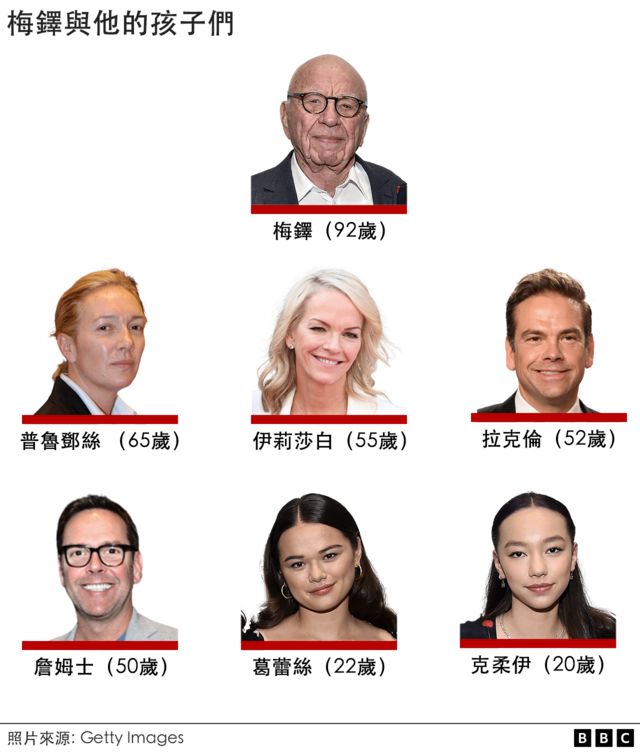 梅鐸與他的孩子們
梅鐸（92歲）
普魯鄧絲 （65歲） 伊莉莎白（55歲） 拉克倫（52歲）
詹姆士（50歲） 葛蕾絲（22歲） 克柔伊（20歲）
照片來源: Getty Images BBC